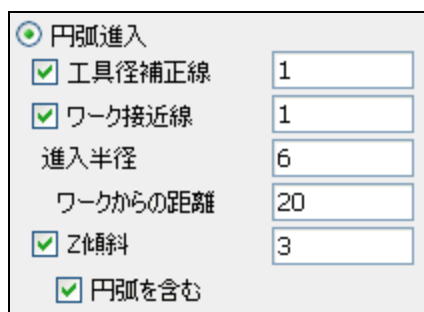 円弧進入
工具径補正線 1
ワーク接近線 1
進入半径 6
ワークからの距離 20
Z傾斜 3
円弧を含む